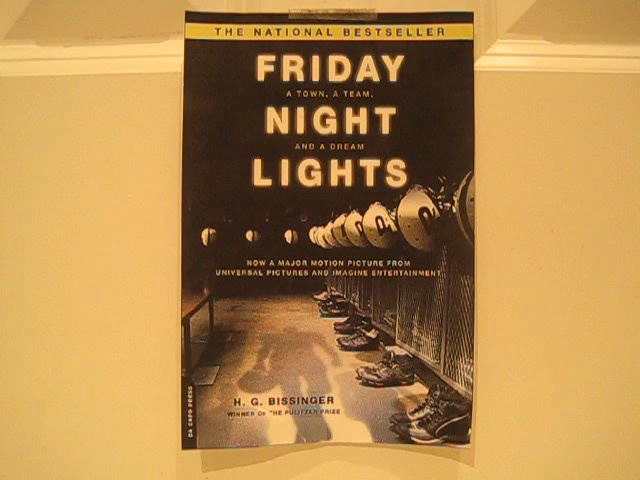 THE NATIONAL BESTSELLER
FRIDAY
A TOWN, A TEAM,
NIGHT
AND A DREAM
LIGHTS
NOW A MAJOR MOTION PICTURE FROM
UNIVERSAL PICTURES AND IMAGINE ENTERTAINMENT
H. G. BISSINGER
WINNER OF THE PULITZER PRIZE
DA CAPO PRESS